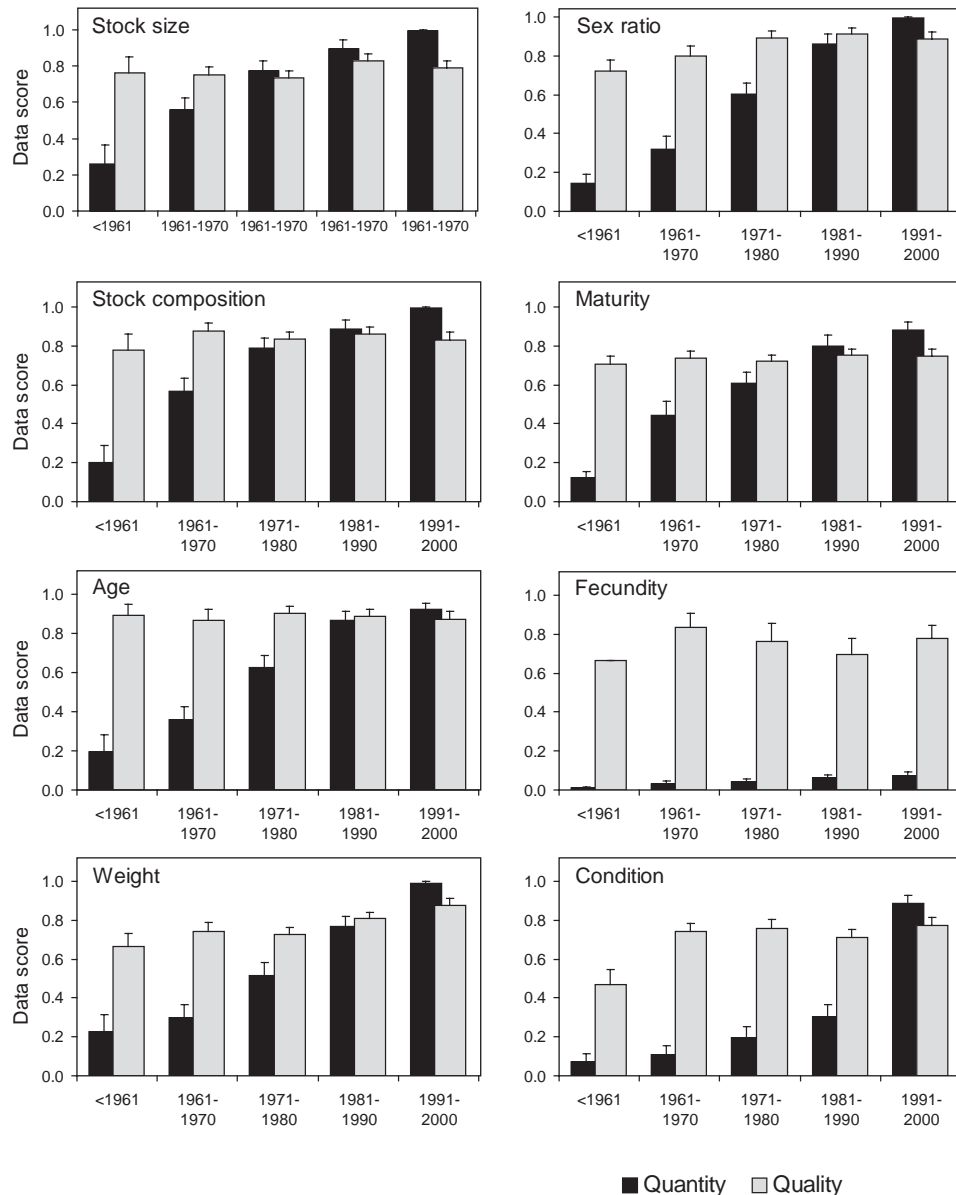 Stock size
Data score
1.0
0.8
0.6
0.4
0.2
0.0
<1961 1961-1970 1961-1970 1961-1970 1961-1970
Sex ratio
1.0
0.8
0.6
0.4
0.2
0.0
<1961 1961- 1971- 1981- 1991-
1970 1980 1990 2000
Stock composition
Data score
1.0
0.8
0.6
0.4
0.2
0.0
<1961 1961- 1971- 1981- 1991-
1970 1980 1990 2000
Maturity
1.0
0.8
0.6
0.4
0.2
0.0
<1961 1961- 1971- 1981- 1991-
1970 1980 1990 2000
Age
Data score
1.0
0.8
0.6
0.4
0.2
0.0
<1961 1961- 1971- 1981- 1991-
1970 1980 1990 2000
Fecundity
1.0
0.8
0.6
0.4
0.2
0.0
<1961 1961- 1971- 1981- 1991-
1970 1980 1990 2000
Weight
Data score
1.0
0.8
0.6
0.4
0.2
0.0
<1961 1961- 1971- 1981- 1991-
1970 1980 1990 2000
Condition
1.0
0.8
0.6
0.4
0.2
0.0
<1961 1961- 1971- 1981- 1991-
1970 1980 1990 2000
Quantity Quality